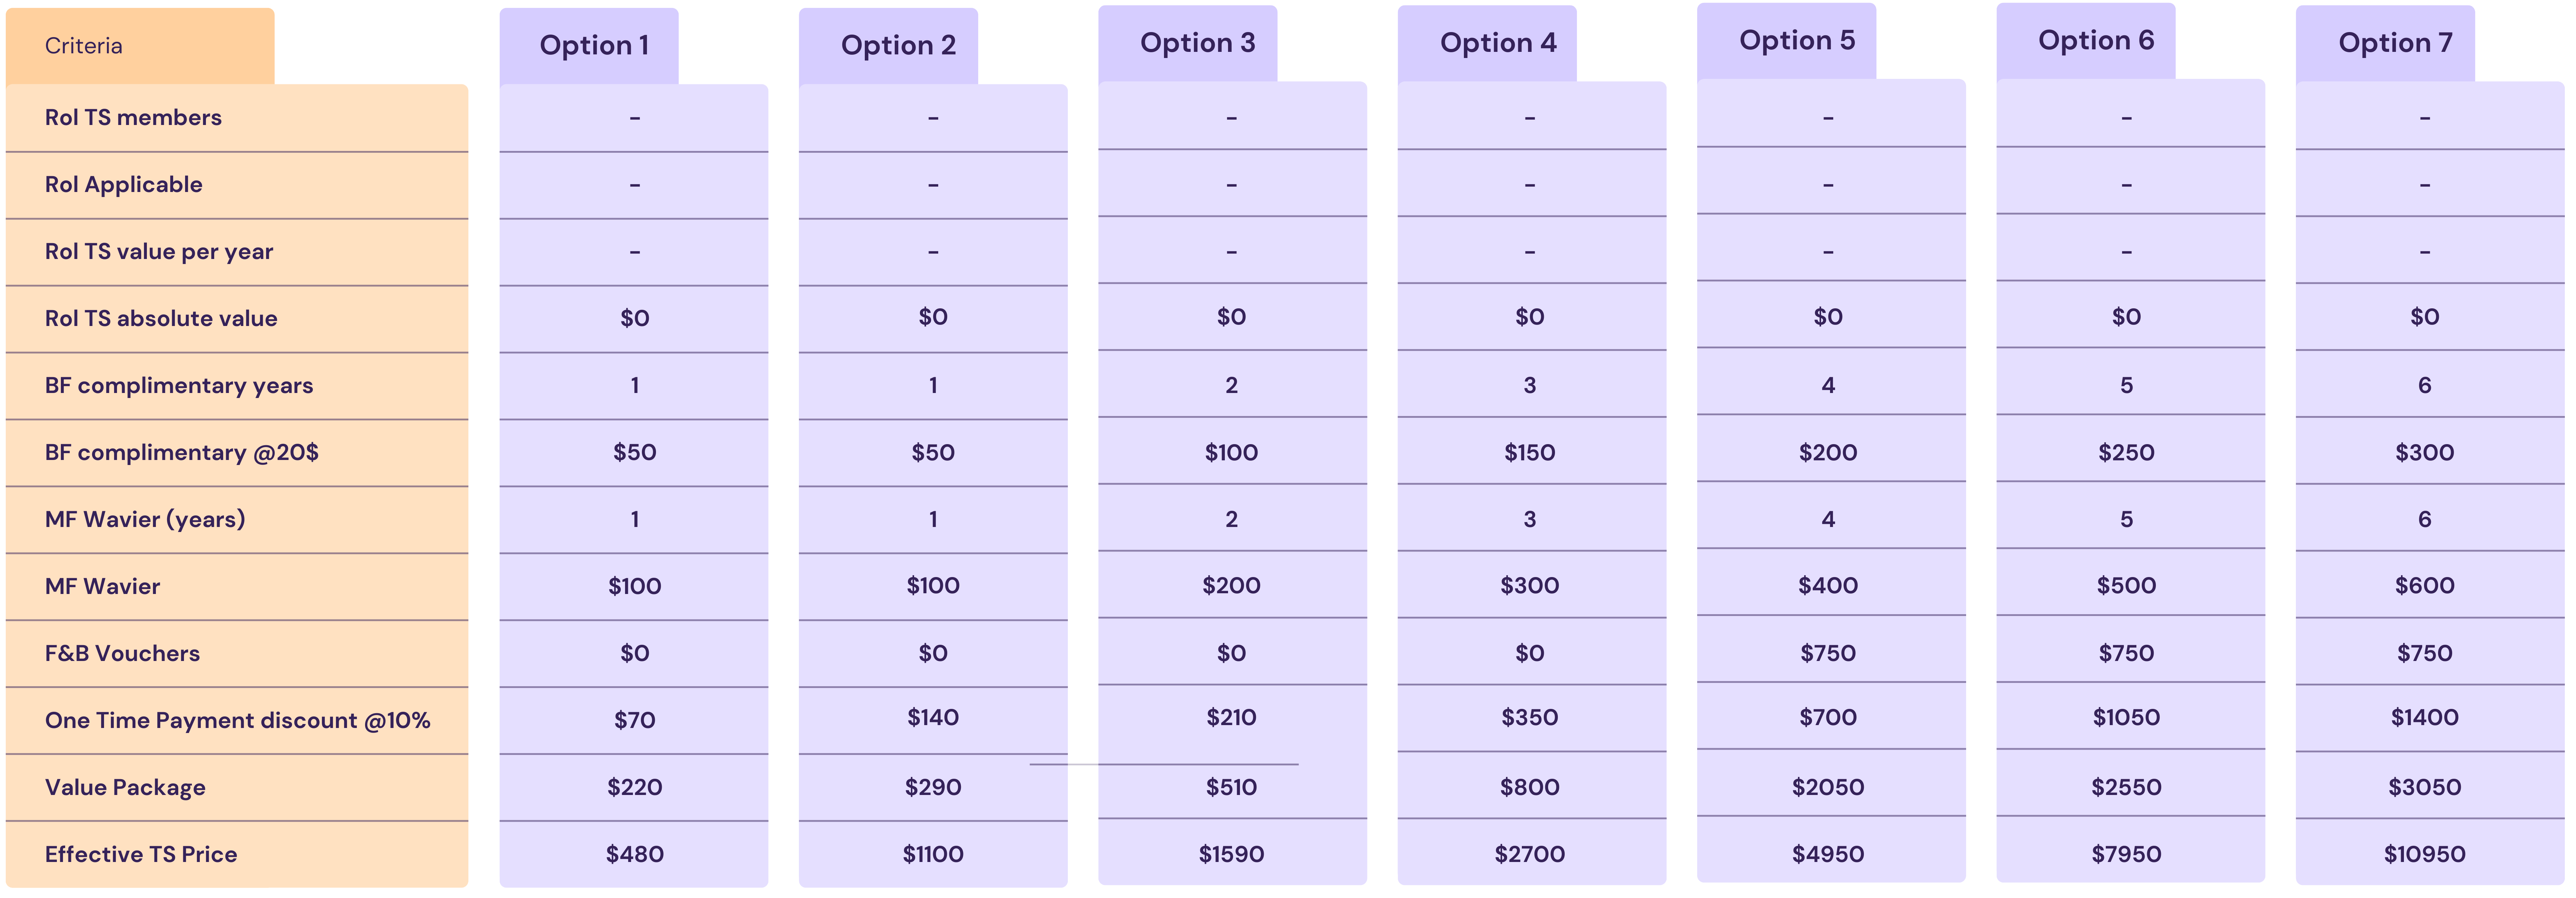 Criteria Option 1 Option 2 Option 3 Option 4 Option 5 Option 6 Option 7
RoI TS members - - - - - - -
RoI Applicable - - - - - - -
RoI TS value per year - - - - - - -
RoI TS absolute value $0 $0 $0 $0 $0 $0 $0
BF complimentary years 1 1 2 3 4 5 6
BF complimentary @20$ $50 $50 $100 $150 $200 $250 $300
MF Wavier (years) 1 1 2 3 4 5 6
MF Wavier $100 $100 $200 $300 $400 $500 $600
F&B Vouchers $0 $0 $0 $0 $750 $750 $750
One Time Payment discount @10% $70 $140 $210 $350 $700 $1050 $1400
Value Package $220 $290 $510 $800 $2050 $2550 $3050
Effective TS Price $480 $1100 $1590 $2700 $4950 $7950 $10950